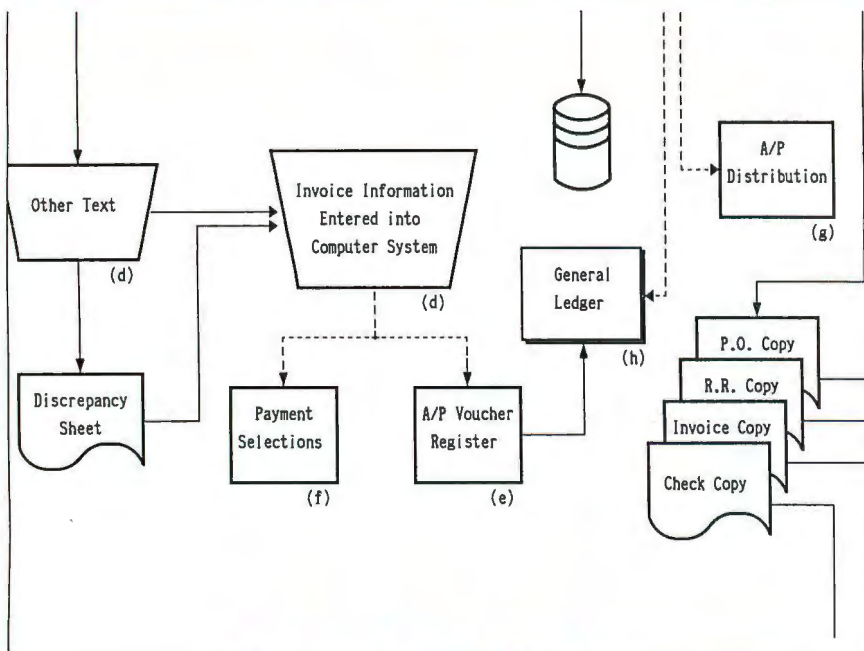 A/P
Distribution
(g)
Other Text
(d)
Invoice Information
Entered into
Computer System
(d)
General
Ledger
(h)
P.O. Copy
R.R. Copy
Invoice Copy
Check Copy
Discrepancy
Sheet
Payment
Selections
(f)
A/P Voucher
Register
(e)